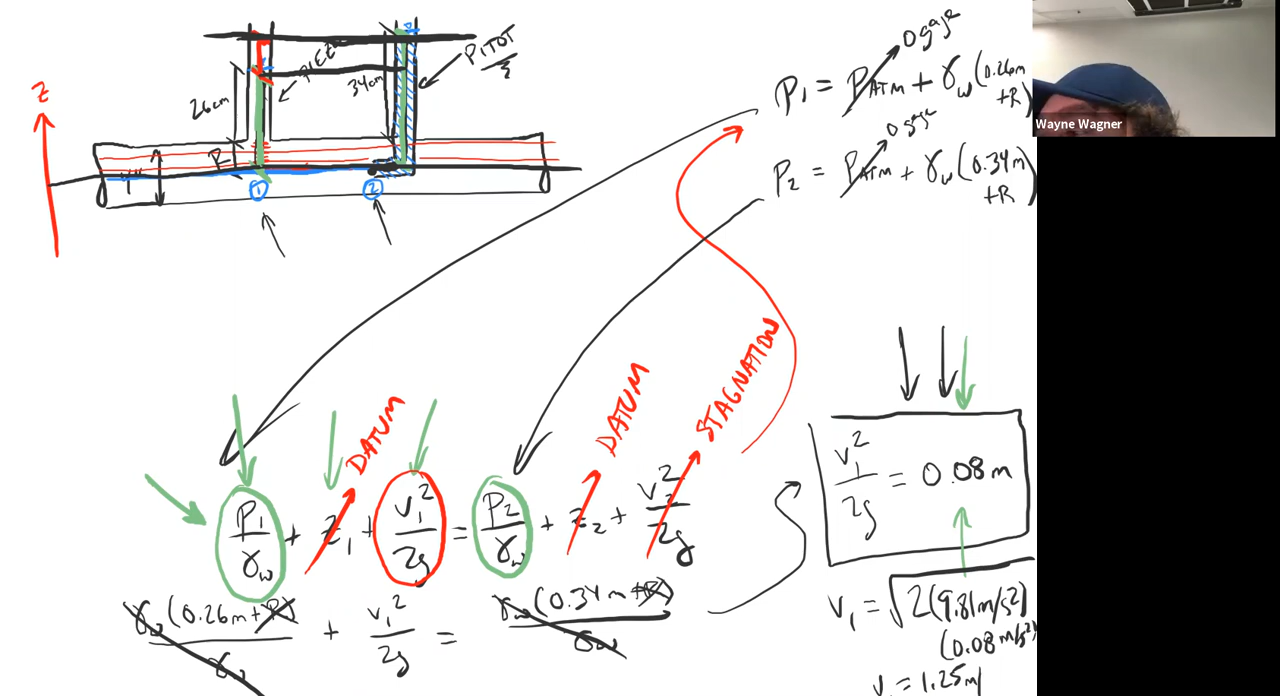 Z
26cm
PIEZ
34cm
PITOT
R
4"
1
2
P1 = PATM + γw (0.26m +R)
0 gage
P2 = PATM + γw (0.34m +R)
0 gage
Wayne Wagner
DATUM
DATUM
STAGNATION
P1/γw + z1 + v1²/2g = P2/γw + z2 + v2²/2g
γw (0.26m + R)/γw + v1²/2g = γw (0.34m + R)/γw
v1²/2g = 0.08 m
v1 = √2(9.81m/s²)
(0.08 m/s²)
v1 = 1.25m/